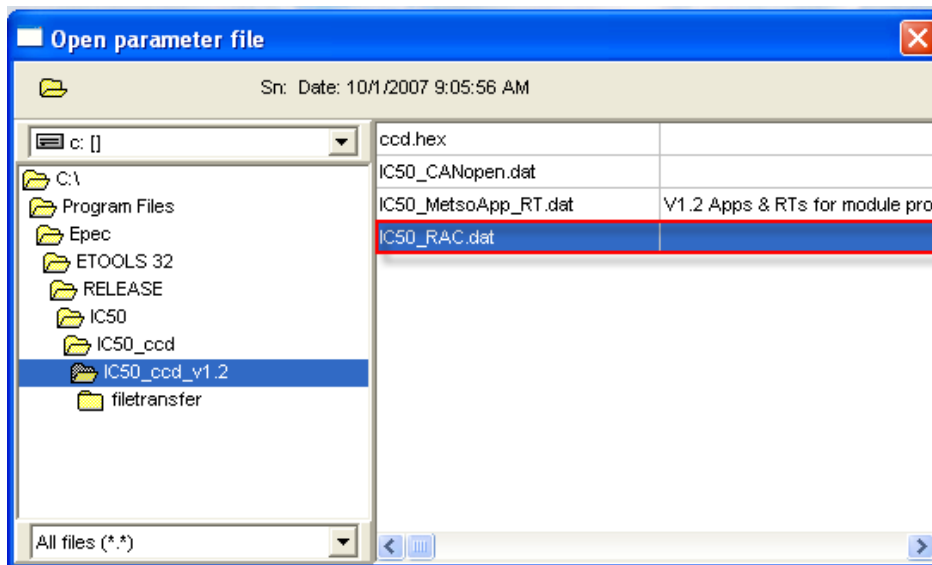 Open parameter file
Sn: Date: 10/1/2007 9:05:56 AM
c: []
C:\
Program Files
Epec
ETOOLS 32
RELEASE
IC50
IC50_ccd
IC50_ccd_v1.2
filetransfer
All files (*.*)
ccd.hex
IC50_CANopen.dat
IC50_MetsoApp_RT.dat V1.2 Apps & RTs for module pro
IC50_RAC.dat